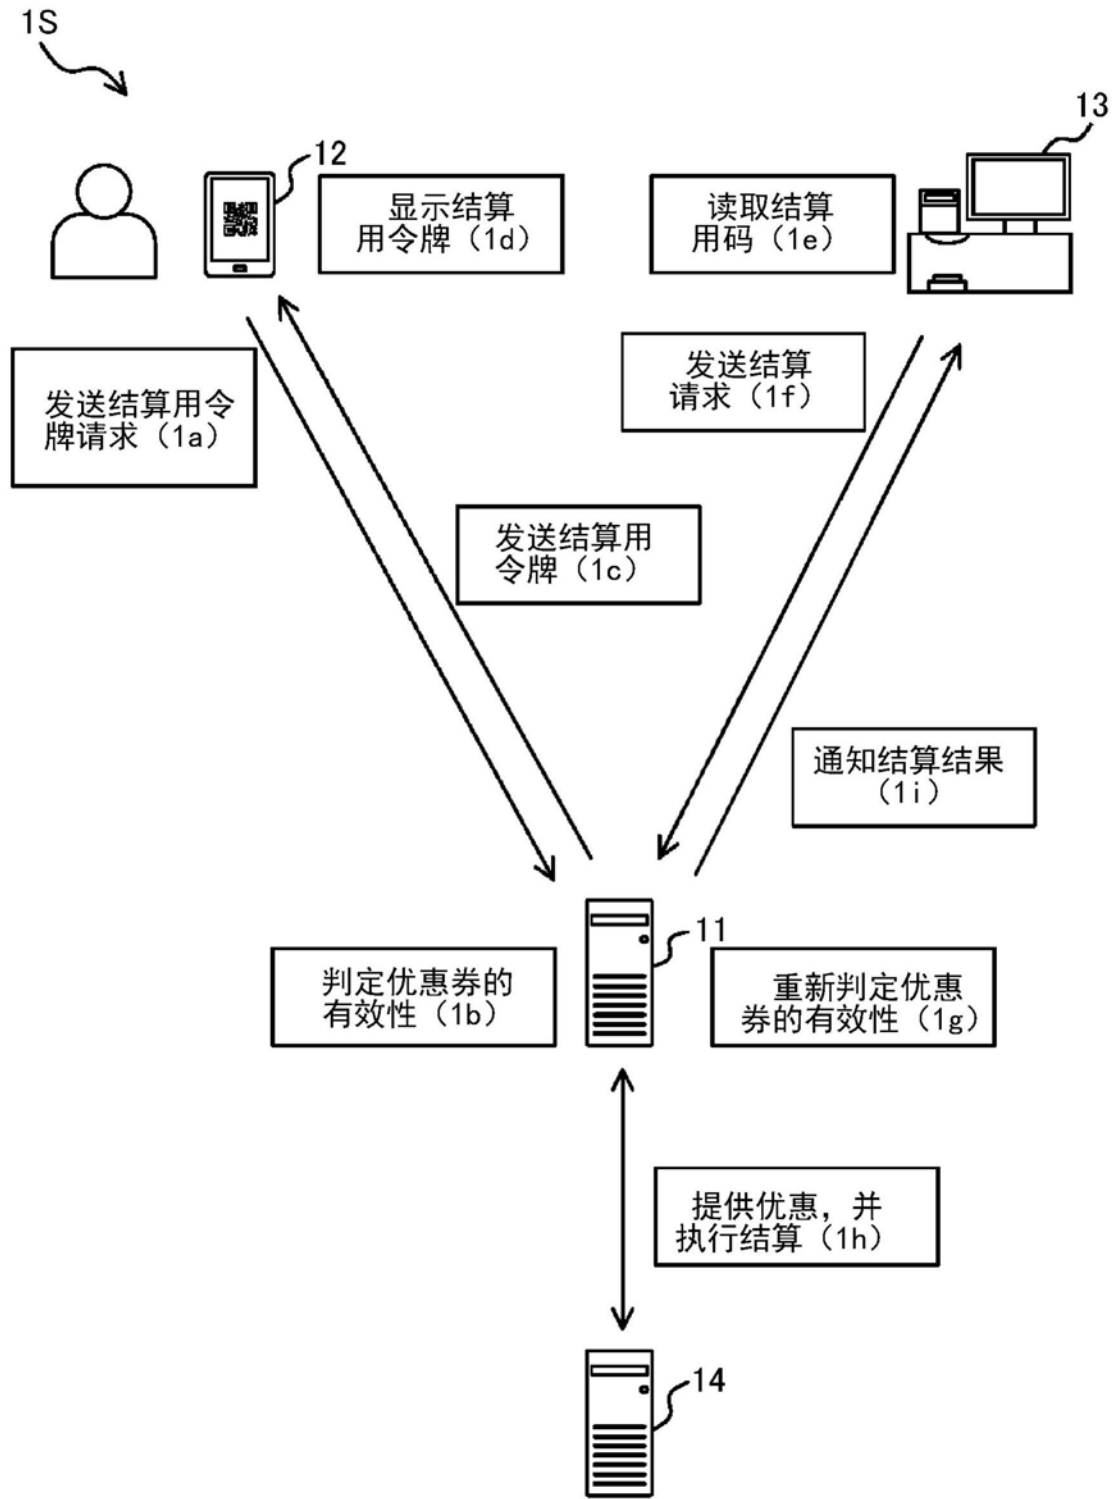 1S
13
12
显示结算
用令牌（1d）
读取结算
用码（1e）
发送结算用令
牌请求（1a）
发送结算
请求（1f）
发送结算用
令牌（1c）
通知结算结果
（1i）
11
判定优惠券的
有效性（1b）
重新判定优惠
券的有效性（1g）
提供优惠，并
执行结算（1h）
14